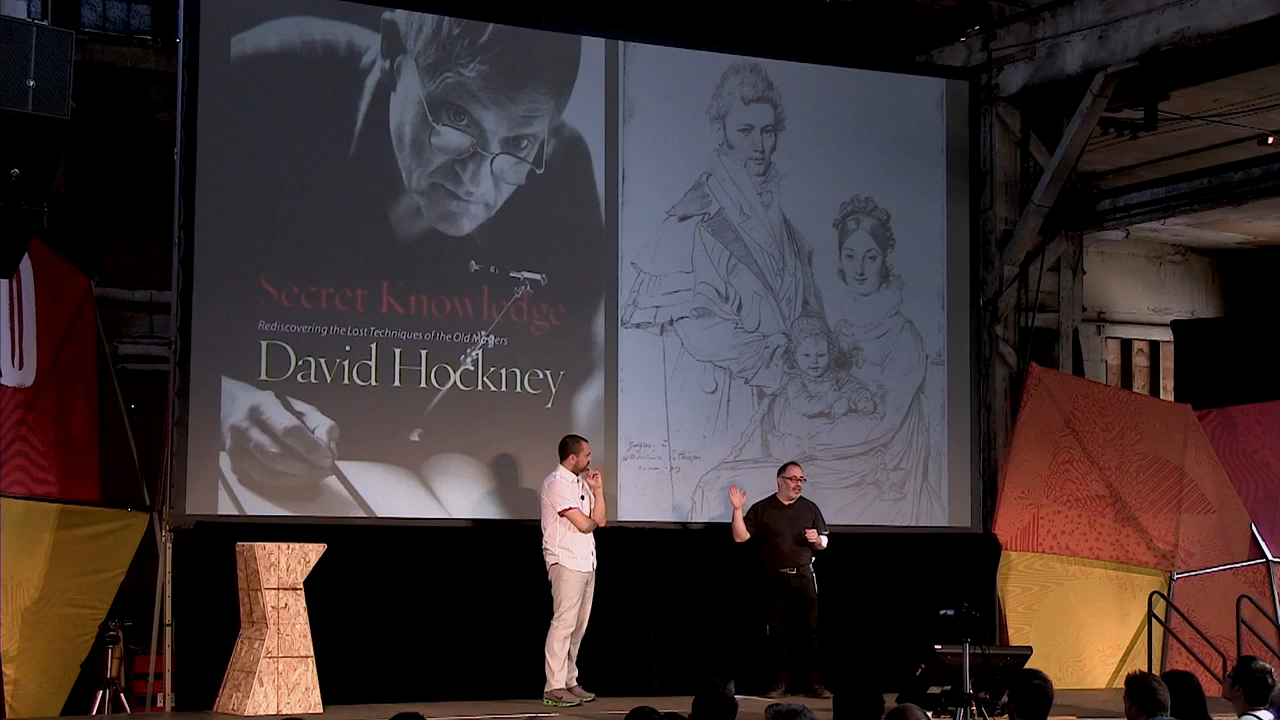 Secret Knowledge
Rediscovering the Lost Techniques of the Old Masters
David Hockney